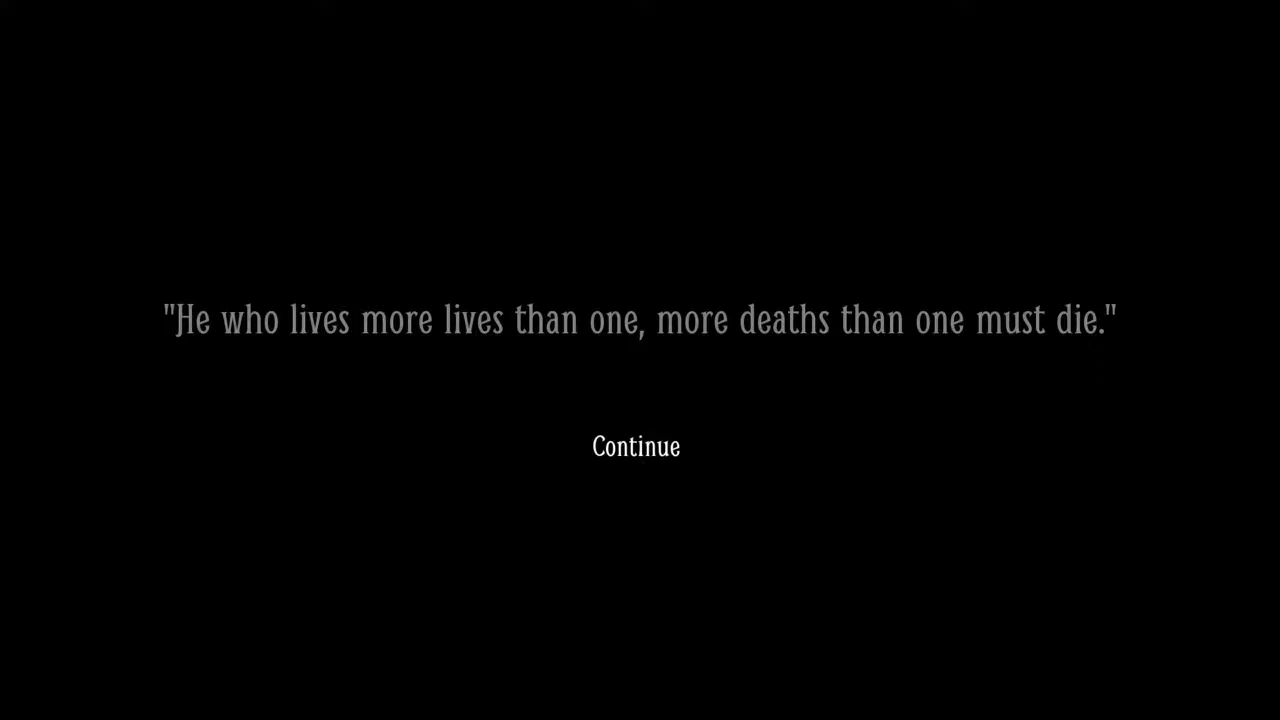 "He who lives more lives than one, more deaths than one must die."
Continue